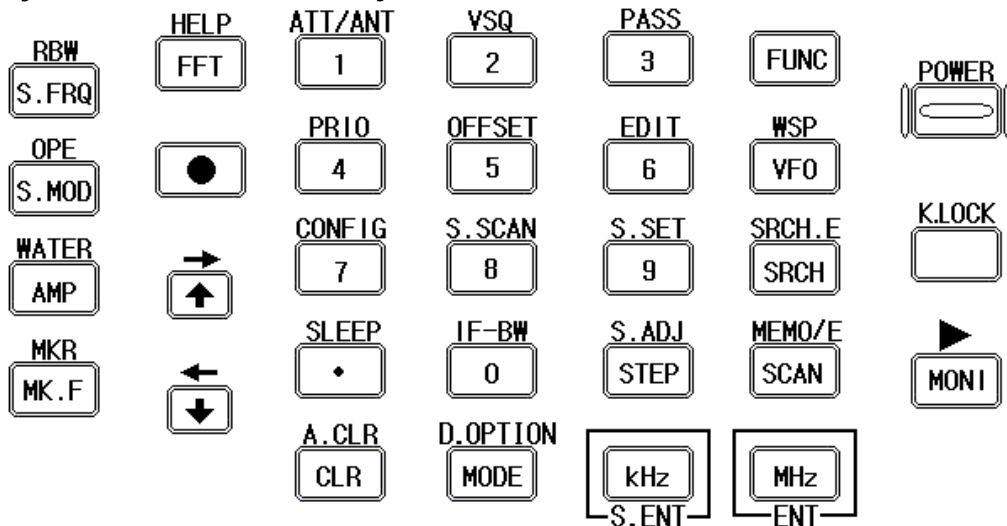 HELP ATT/ANT VSQ PASS
RBW FFT 1 2 3 FUNC POWER
S.FRQ
OPE PRIO OFFSET EDIT WSP
S.MOD 4 5 6 VFO
WATER CONFIG S.SCAN S.SET SRCH.E K.LOCK
AMP 7 8 9 SRCH
MKR SLEEP IF-BW S.ADJ MEMO/E
MK.F • 0 STEP SCAN MONI
A.CLR D.OPTION
CLR MODE kHz MHz
S.ENT ENT